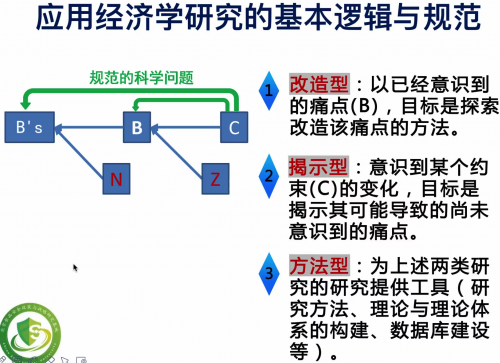 应用经济学研究的基本逻辑与规范
规范的科学问题
B's
B
C
N
Z
1 改造型：以已经意识到
的痛点(B)，目标是探索
改造该痛点的方法。
2 揭示型：意识到某个约
束(C)的变化，目标是
揭示其可能导致的尚未
意识到的痛点。
3 方法型：为上述两类研
究的研究提供工具（研
究方法、理论与理论体
系的构建、数据库建设
等）。